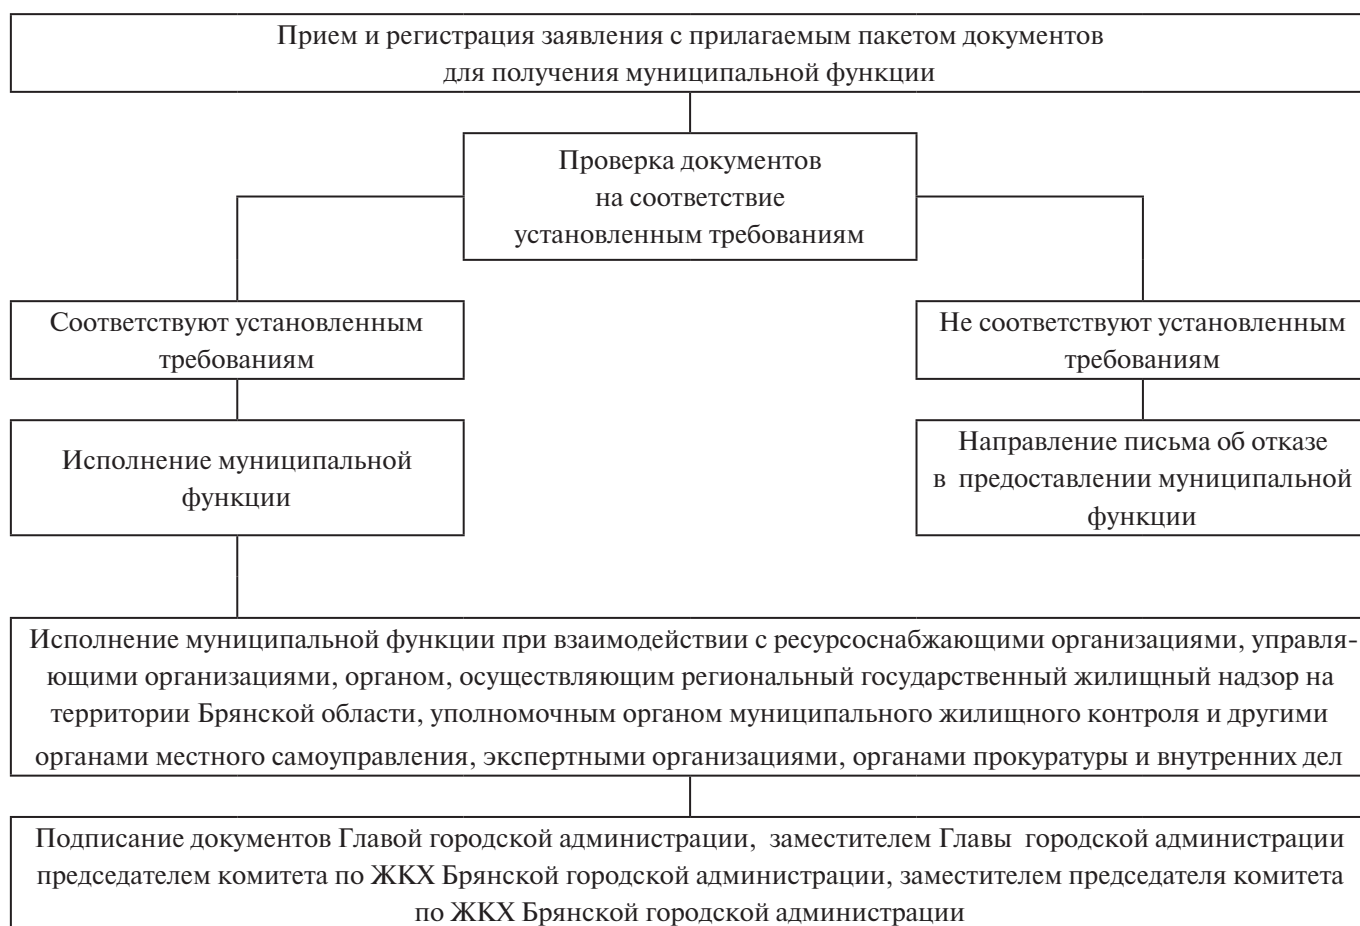 Прием и регистрация заявления с прилагаемым пакетом документов
для получения муниципальной функции
Проверка документов
на соответствие
установленным требованиям
Соответствуют установленным
требованиям
Не соответствуют установленным
требованиям
Исполнение муниципальной
функции
Направление письма об отказе
в предоставлении муниципальной
функции
Исполнение муниципальной функции при взаимодействии с ресурсоснабжающими организациями, управля-
ющими организациями, органом, осуществляющим региональный государственный жилищный надзор на
территории Брянской области, уполномочным органом муниципального жилищного контроля и другими
органами местного самоуправления, экспертными организациями, органами прокуратуры и внутренних дел
Подписание документов Главой городской администрации, заместителем Главы городской администрации
председателем комитета по ЖКХ Брянской городской администрации, заместителем председателя комитета
по ЖКХ Брянской городской администрации